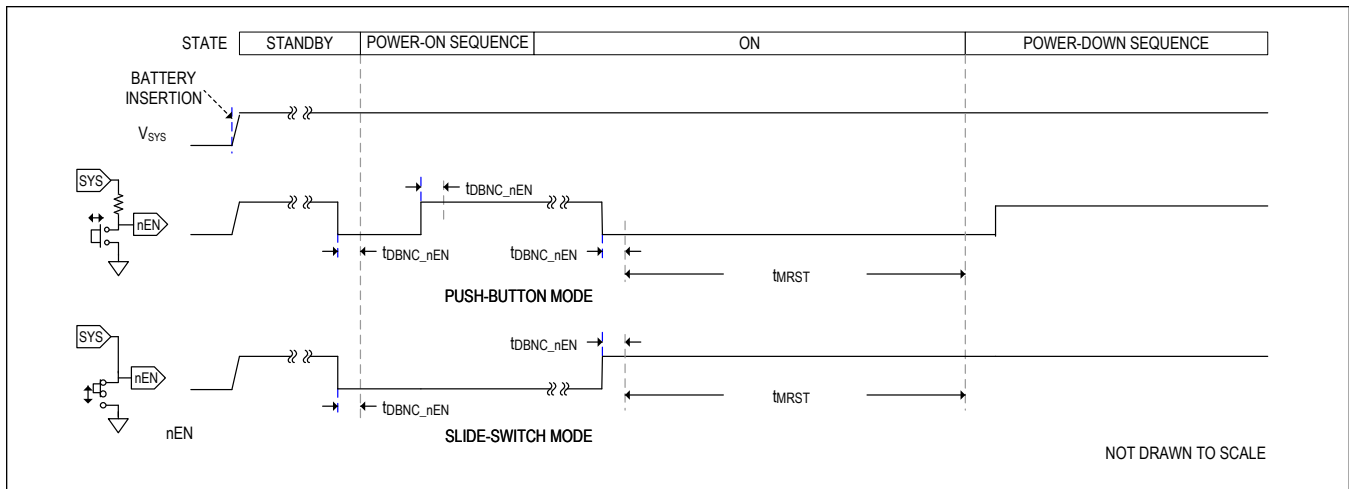 STATE STANDBY POWER-ON SEQUENCE ON POWER-DOWN SEQUENCE
BATTERY
INSERTION
VSYS
SYS
nEN
tDBNC_nEN
tDBNC_nEN
tDBNC_nEN
tMRST
PUSH-BUTTON MODE
SYS
nEN
tDBNC_nEN
tDBNC_nEN
tMRST
nEN
SLIDE-SWITCH MODE
NOT DRAWN TO SCALE